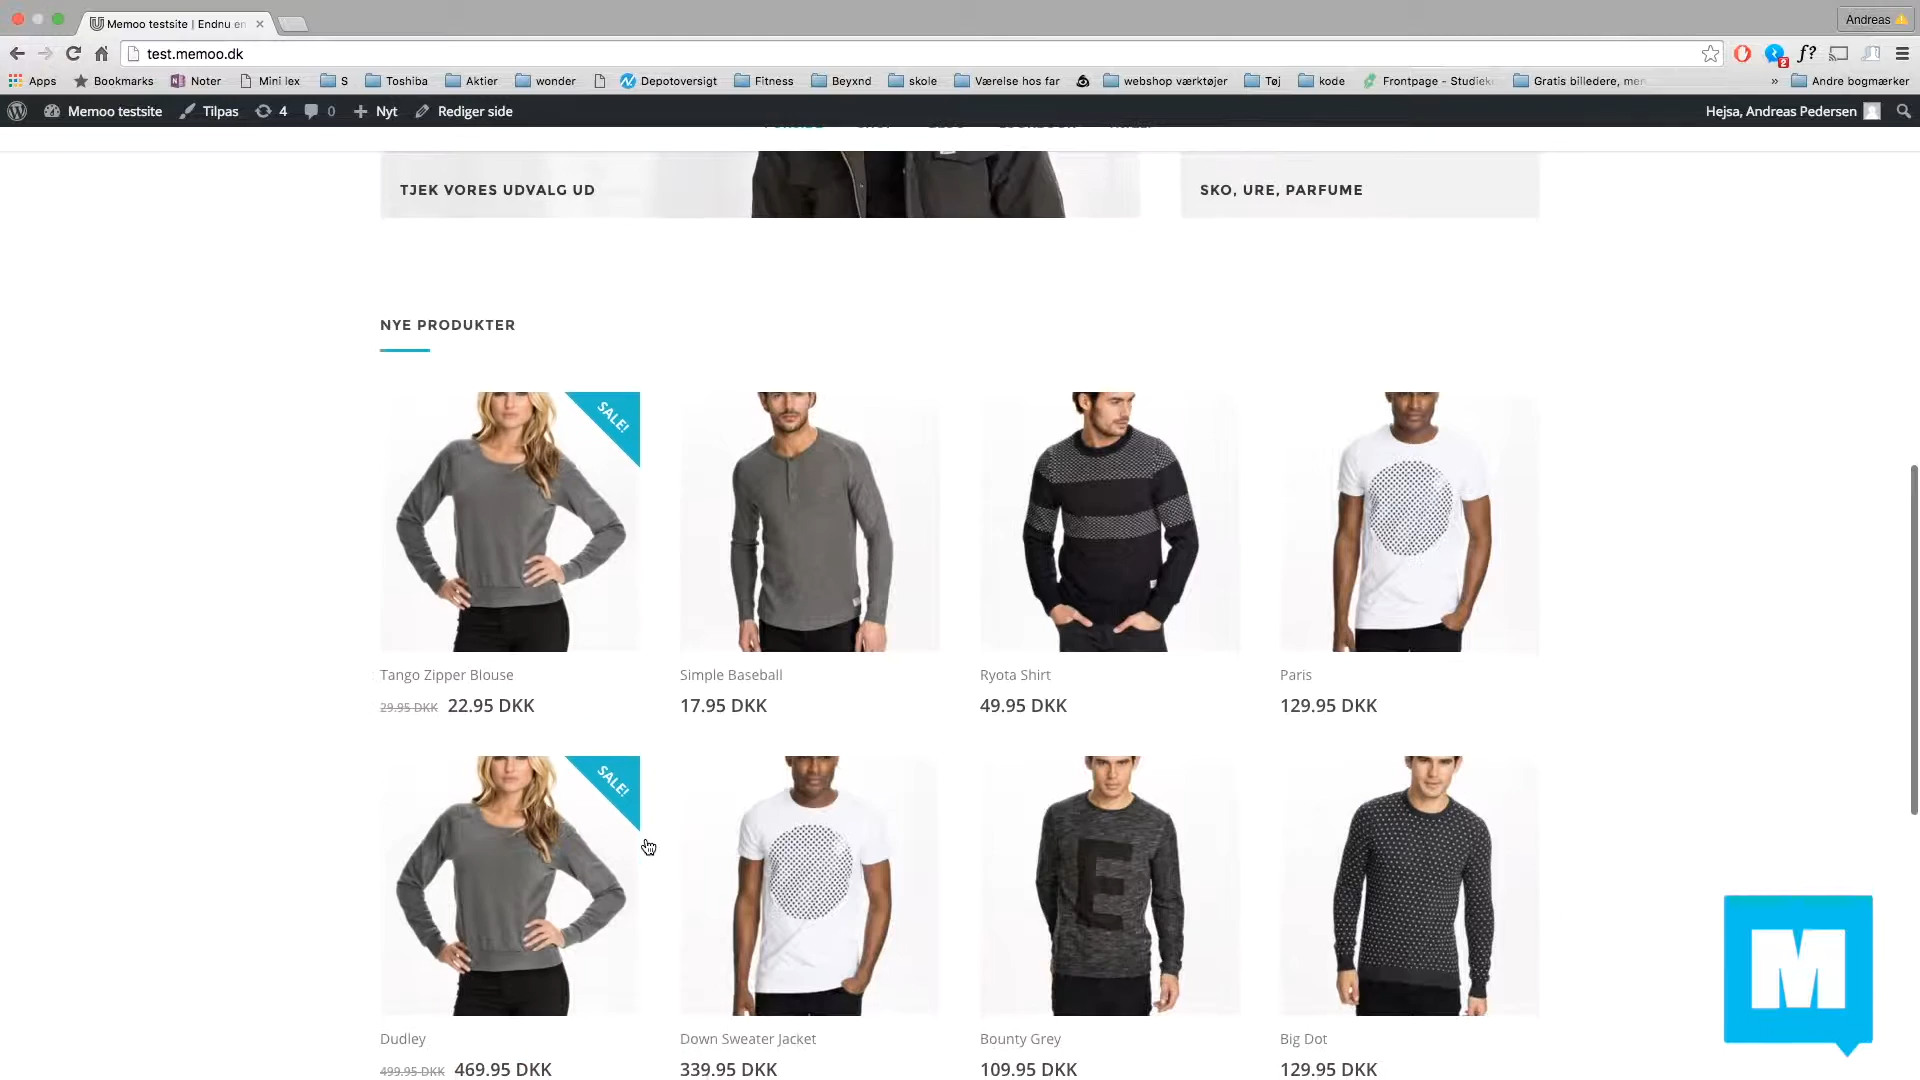 Memoo testsite | Endnu en
Andreas
test.memoo.dk
f?
2
Apps
Bookmarks
Noter
Mini lex
S
Toshiba
Aktier
wonder
Depotoversigt
Fitness
Beyxnd
skole
Værelse hos far
webshop værktøjer
Tøj
kode
Frontpage - Studiek
Gratis billedere, mer
»
Andre bogmærker
Memoo testsite
Tilpas
4
0
Nyt
Rediger side
Hejsa, Andreas Pedersen
TJEK VORES UDVALG UD
SKO, URE, PARFUME
NYE PRODUKTER
SALE!
Tango Zipper Blouse
Simple Baseball
Ryota Shirt
Paris
29.95 DKK 22.95 DKK
17.95 DKK
49.95 DKK
129.95 DKK
SALE!
E
Dudley
Down Sweater Jacket
Bounty Grey
Big Dot
499.95 DKK 469.95 DKK
339.95 DKK
109.95 DKK
129.95 DKK
M